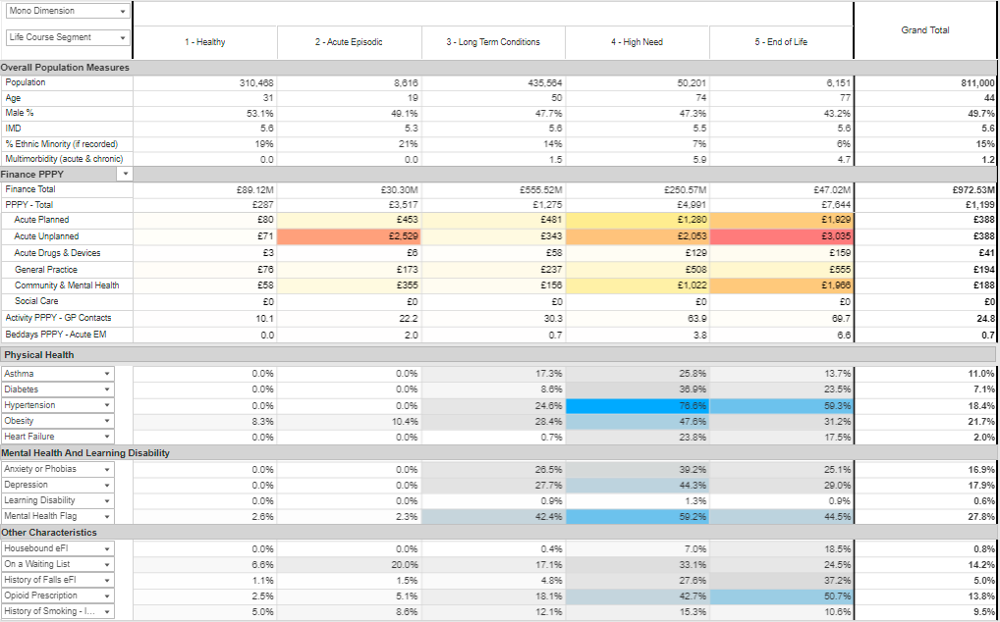 Mono Dimension
Life Course Segment
1 - Healthy 2 - Acute Episodic 3 - Long Term Conditions 4 - High Need 5 - End of Life Grand Total
Overall Population Measures
Population 310,468 8,616 435,564 50,201 6,151 811,000
Age 31 19 50 74 77 44
Male % 53.1% 49.1% 47.7% 47.3% 43.2% 49.7%
IMD 5.6 5.3 5.6 5.5 5.6 5.6
% Ethnic Minority (if recorded) 19% 21% 14% 7% 6% 15%
Multimorbidity (acute & chronic) 0.0 0.0 1.5 5.9 4.7 1.2
Finance PPPY
Finance Total £89.12M £30.30M £555.52M £250.57M £47.02M £972.53M
PPPY - Total £287 £3,517 £1,275 £4,991 £7,644 £1,199
Acute Planned £80 £453 £481 £1,280 £1,929 £388
Acute Unplanned £71 £2,529 £343 £2,053 £3,035 £388
Acute Drugs & Devices £3 £6 £58 £129 £159 £41
General Practice £76 £173 £237 £508 £555 £194
Community & Mental Health £58 £355 £156 £1,022 £1,966 £188
Social Care £0 £0 £0 £0 £0 £0
Activity PPPY - GP Contacts 10.1 22.2 30.3 63.9 69.7 24.8
Beddays PPPY - Acute EM 0.0 2.0 0.7 3.8 6.6 0.7
Physical Health
Asthma 0.0% 0.0% 17.3% 25.8% 13.7% 11.0%
Diabetes 0.0% 0.0% 8.6% 36.9% 23.5% 7.1%
Hypertension 0.0% 0.0% 24.6% 76.6% 59.3% 18.4%
Obesity 8.3% 10.4% 28.4% 47.6% 31.2% 21.7%
Heart Failure 0.0% 0.0% 0.7% 23.8% 17.5% 2.0%
Mental Health And Learning Disability
Anxiety or Phobias 0.0% 0.0% 26.5% 39.2% 25.1% 16.9%
Depression 0.0% 0.0% 27.7% 44.3% 29.0% 17.9%
Learning Disability 0.0% 0.0% 0.9% 1.3% 0.9% 0.6%
Mental Health Flag 2.6% 2.3% 42.4% 59.2% 44.5% 27.8%
Other Characteristics
Housebound eFI 0.0% 0.0% 0.4% 7.0% 18.5% 0.8%
On a Waiting List 6.6% 20.0% 17.1% 33.1% 24.5% 14.2%
History of Falls eFI 1.1% 1.5% 4.8% 27.6% 37.2% 5.0%
Opioid Prescription 2.5% 5.1% 18.1% 42.7% 50.7% 13.8%
History of Smoking - I... 5.0% 8.6% 12.1% 15.3% 10.6% 9.5%